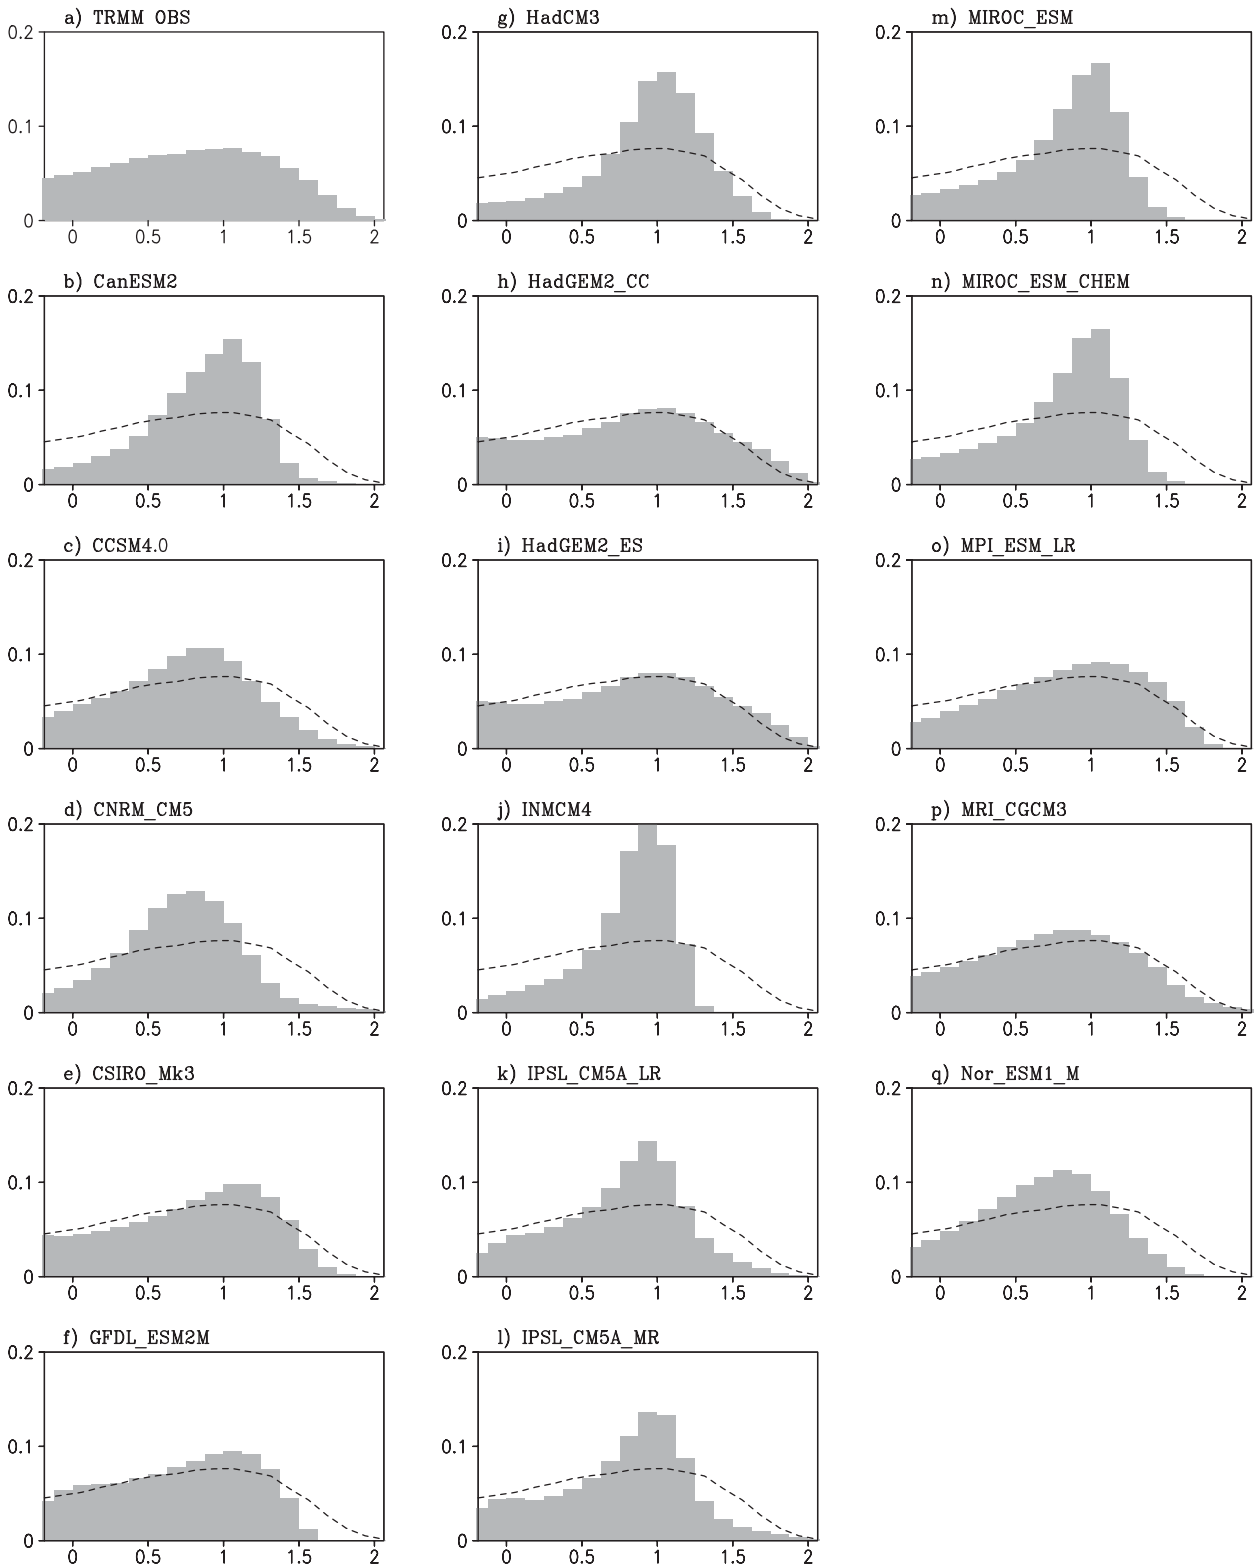 a) TRMM OBS
0.2
0.1
0
0 0.5 1 1.5 2
b) CanESM2
0.2
0.1
0
0 0.5 1 1.5 2
c) CCSM4.0
0.2
0.1
0
0 0.5 1 1.5 2
d) CNRM_CM5
0.2
0.1
0
0 0.5 1 1.5 2
e) CSIRO_Mk3
0.2
0.1
0
0 0.5 1 1.5 2
f) GFDL_ESM2M
0.2
0.1
0
0 0.5 1 1.5 2
g) HadCM3
0.2
0.1
0
0 0.5 1 1.5 2
h) HadGEM2_CC
0.2
0.1
0
0 0.5 1 1.5 2
i) HadGEM2_ES
0.2
0.1
0
0 0.5 1 1.5 2
j) INMCM4
0.2
0.1
0
0 0.5 1 1.5 2
k) IPSL_CM5A_LR
0.2
0.1
0
0 0.5 1 1.5 2
l) IPSL_CM5A_MR
0.2
0.1
0
0 0.5 1 1.5 2
m) MIROC_ESM
0.2
0.1
0
0 0.5 1 1.5 2
n) MIROC_ESM_CHEM
0.2
0.1
0
0 0.5 1 1.5 2
o) MPI_ESM_LR
0.2
0.1
0
0 0.5 1 1.5 2
p) MRI_CGCM3
0.2
0.1
0
0 0.5 1 1.5 2
q) Nor_ESM1_M
0.2
0.1
0
0 0.5 1 1.5 2